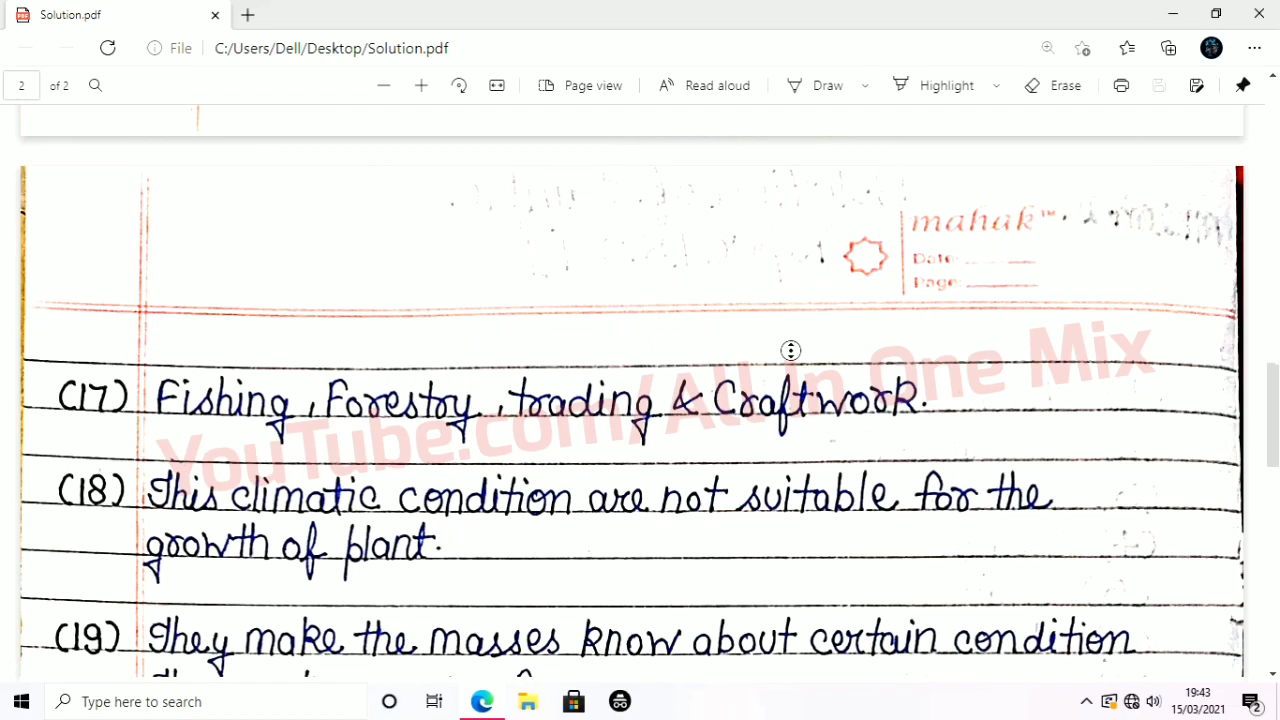 Solution.pdf
File C:/Users/Dell/Desktop/Solution.pdf
2 of 2 Page view Read aloud Draw Highlight Erase
mahak™
Date:
Page:
YouTube.com/All In One Mix
(17) Fishing, Forestry, trading & Craftwork.
(18) This climatic condition are not suitable for the
growth of plant.
(19) They make the masses know about certain condition
Type here to search
19:43
15/03/2021
2